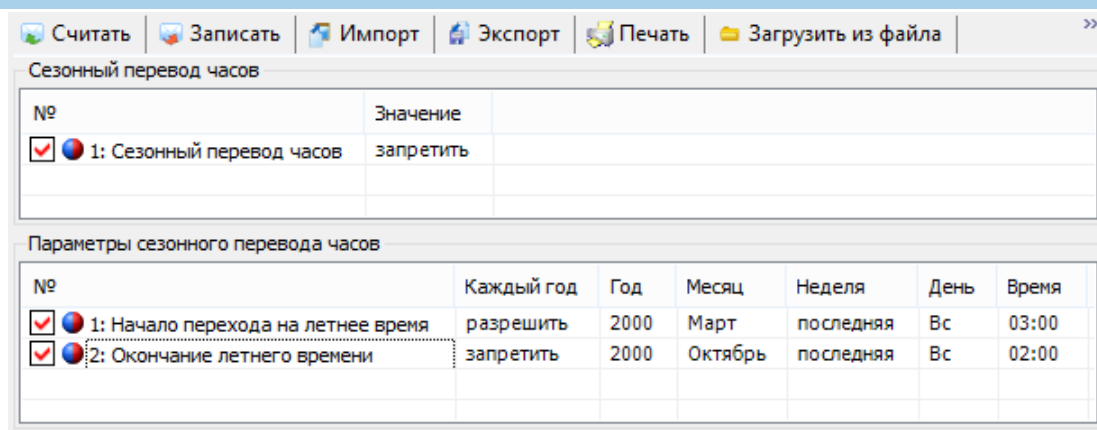 Считать Записать Импорт Экспорт Печать Загрузить из файла »
Сезонный перевод часов
№ Значение
1: Сезонный перевод часов запретить
Параметры сезонного перевода часов
№ Каждый год Год Месяц Неделя День Время
1: Начало перехода на летнее время разрешить 2000 Март последняя Вс 03:00
2: Окончание летнего времени запретить 2000 Октябрь последняя Вс 02:00